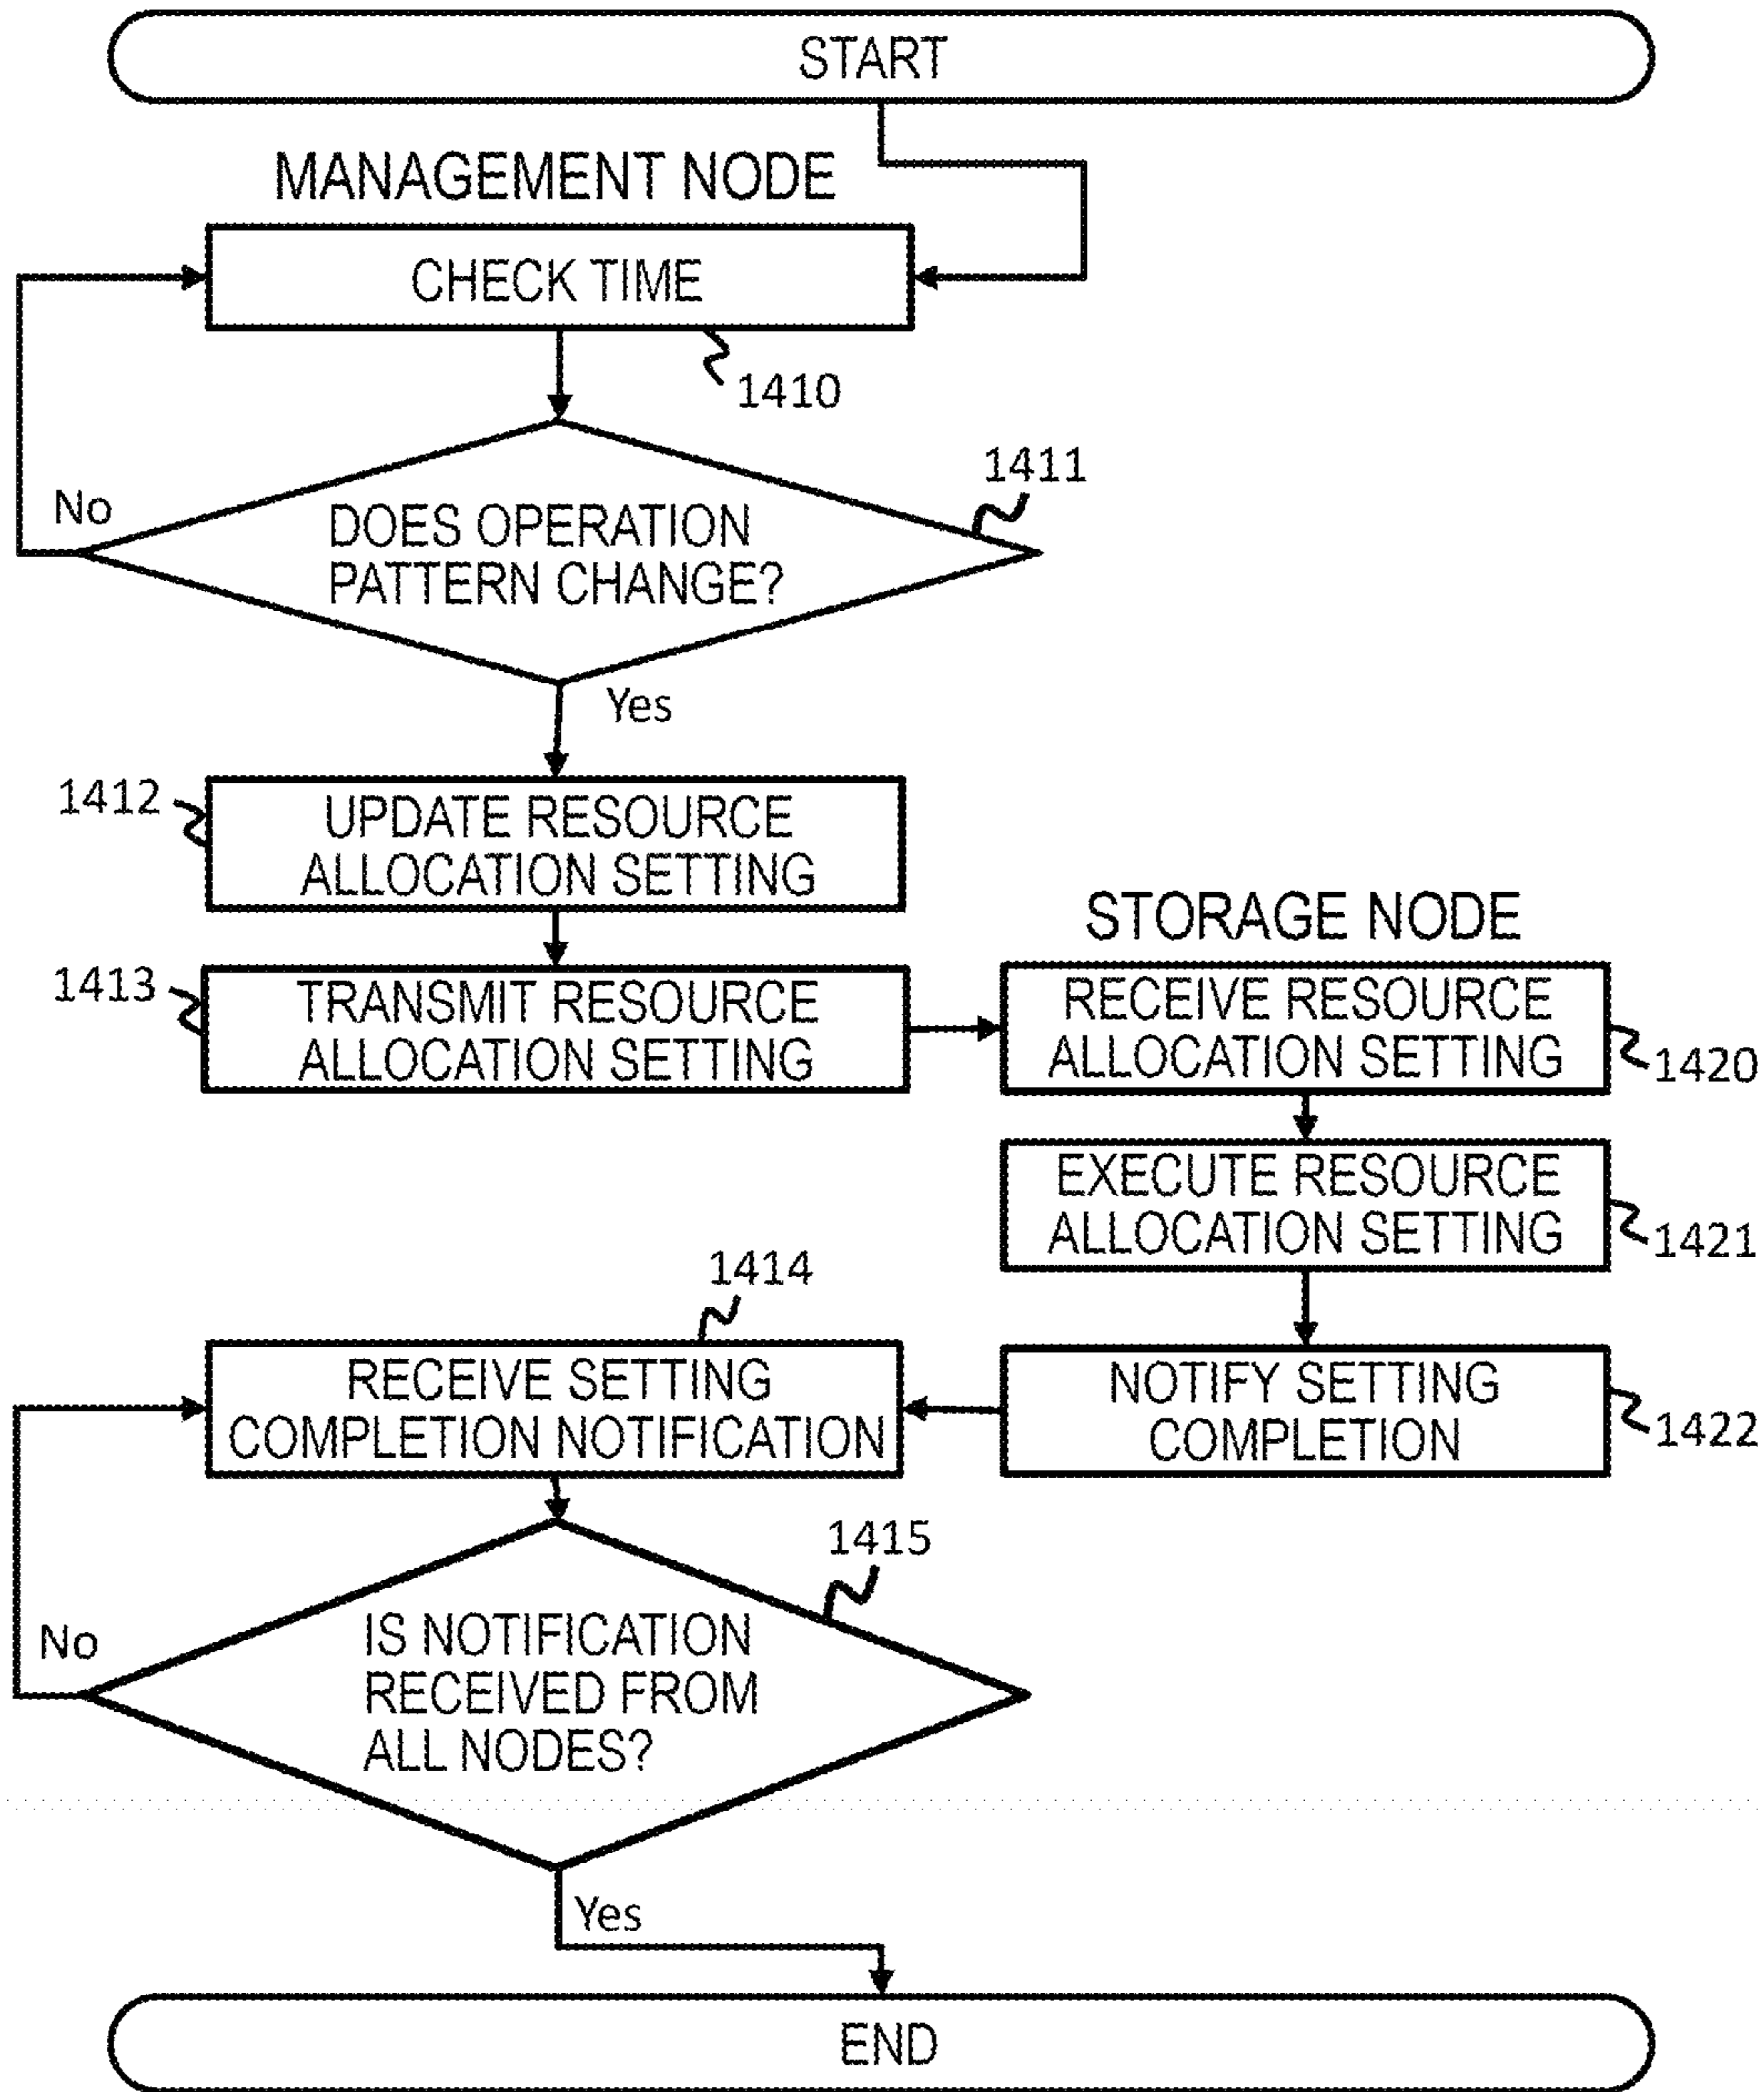 START
MANAGEMENT NODE
CHECK TIME
1410
1411
No
DOES OPERATION
PATTERN CHANGE?
Yes
1412
UPDATE RESOURCE
ALLOCATION SETTING
STORAGE NODE
1413
TRANSMIT RESOURCE
ALLOCATION SETTING
RECEIVE RESOURCE
ALLOCATION SETTING
1420
EXECUTE RESOURCE
ALLOCATION SETTING
1421
1414
RECEIVE SETTING
COMPLETION NOTIFICATION
NOTIFY SETTING
COMPLETION
1422
1415
No
IS NOTIFICATION
RECEIVED FROM
ALL NODES?
Yes
END